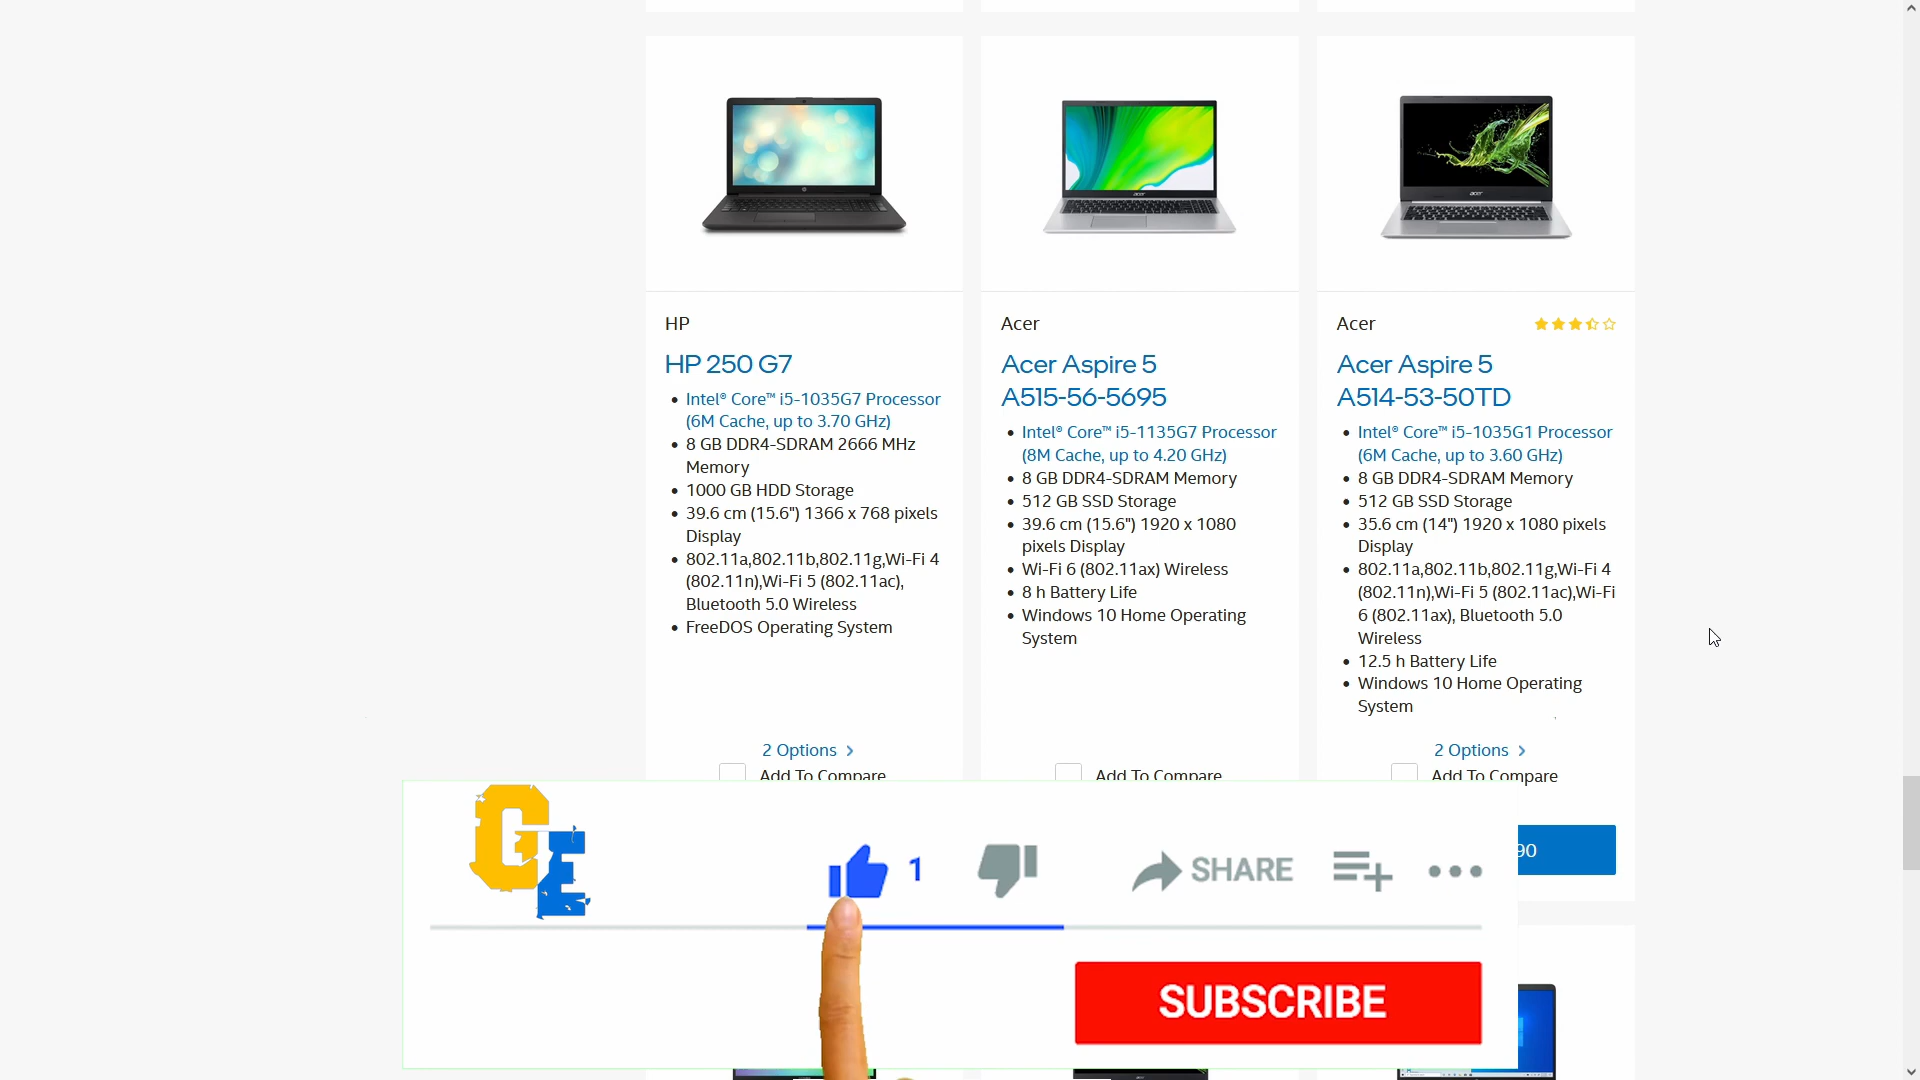 HP
HP 250 G7
• Intel® Core™ i5-1035G7 Processor
(6M Cache, up to 3.70 GHz)
• 8 GB DDR4-SDRAM 2666 MHz
Memory
• 1000 GB HDD Storage
• 39.6 cm (15.6") 1366 x 768 pixels
Display
• 802.11a,802.11b,802.11g,Wi-Fi 4
(802.11n),Wi-Fi 5 (802.11ac),
Bluetooth 5.0 Wireless
• FreeDOS Operating System
2 Options >
Add To Compare
Acer
Acer Aspire 5
A515-56-5695
• Intel® Core™ i5-1135G7 Processor
(8M Cache, up to 4.20 GHz)
• 8 GB DDR4-SDRAM Memory
• 512 GB SSD Storage
• 39.6 cm (15.6") 1920 x 1080
pixels Display
• Wi-Fi 6 (802.11ax) Wireless
• 8 h Battery Life
• Windows 10 Home Operating
System
Add To Compare
Acer
Acer Aspire 5
A514-53-50TD
• Intel® Core™ i5-1035G1 Processor
(6M Cache, up to 3.60 GHz)
• 8 GB DDR4-SDRAM Memory
• 512 GB SSD Storage
• 35.6 cm (14") 1920 x 1080 pixels
Display
• 802.11a,802.11b,802.11g,Wi-Fi 4
(802.11n),Wi-Fi 5 (802.11ac),Wi-Fi
6 (802.11ax), Bluetooth 5.0
Wireless
• 12.5 h Battery Life
• Windows 10 Home Operating
System
2 Options >
Add To Compare
90
GE
1
SHARE
SUBSCRIBE